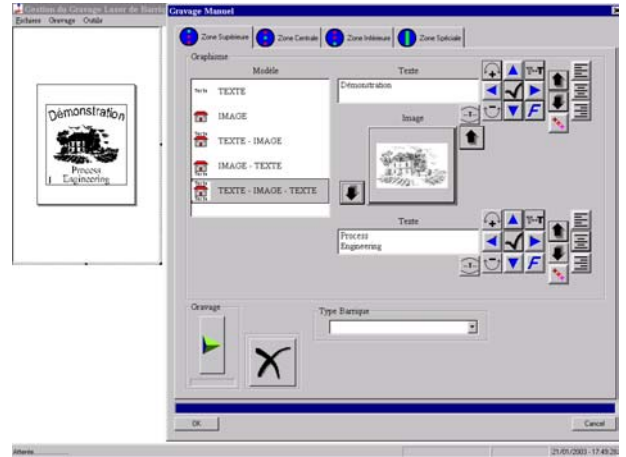 Gestion du Gravage Laser de Barriq
Fichiers Gravage Outils
Démonstration
Process
Engineering
Gravage Manuel
Zone Supérieure
Zone Centrale
Zone Inférieure
Zone Spéciale
Graphisme
Modèle
Texte
TEXTE
IMAGE
TEXTE - IMAGE
IMAGE - TEXTE
TEXTE - IMAGE - TEXTE
Démonstration
Image
Texte
Process
Engineering
Gravage
Type Barrique
OK
Cancel
Attente
21/01/2003 - 17:49:28